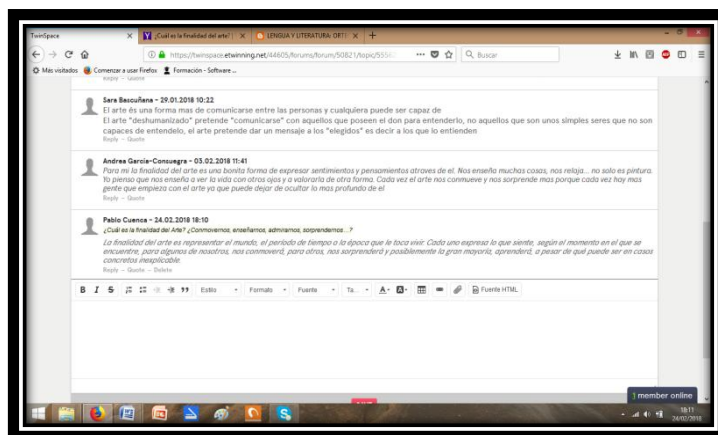 TwinSpace
¿Cuál es la finalidad del arte? |
LENGUA Y LITERATURA: ORT
https://twinspace.etwinning.net/44605/forums/forum/50821/topic/
Buscar
Más visitados Comenzar a usar Firefox Formación - Software ...
Reply - Quote
Sara Bascuñana - 29.01.2018 10:22
El arte és una forma mas de comunicarse entre las personas y cualquiera puede ser capaz de
El arte "deshumanizado" pretende "comunicarse" con aquellos que poseen el don para entenderlo, no aquellos que son unos simples seres que no son
capaces de entendelo, el arte pretende dar un mensaje a los "elegidos" es decir a los que lo entienden
Reply - Quote
Andrea García-Consuegra - 03.02.2018 11:41
Para mi la finalidad del arte es una bonita forma de expresar sentimientos y pensamientos atraves de el. Nos enseña muchas cosas, nos relaja... no solo es pintura.
Yo pienso que nos enseña a ver la vida con otros ojos y a valorarla de otra forma. Cada vez el arte nos conmueve y nos sorprende mas porque cada vez hay mas
gente que empieza con el arte ya que puede dejar de ocultar lo mas profundo de el
Reply - Quote
Pablo Cuenca - 24.02.2018 18:10
¿Cuál es la finalidad del Arte? ¿Conmovernos, enseñarnos, admirarnos, sorprendernos...?
La finalidad del arte es representar el mundo, el período de tiempo o la época que le toca vivir. Cada uno expresa lo que siente, según el momento en el que se
encuentre, para algunos de nosotros, nos conmoverá, para otros, nos sorprenderá y posiblemente la gran mayoría, aprenderá, a pesar de qué puede ser en casos
concretos inexplicable.
Reply - Quote - Delete
B I S Estilo Formato Fuente Ta... A A Fuente HTML
1 member online
18:11
24/02/2018